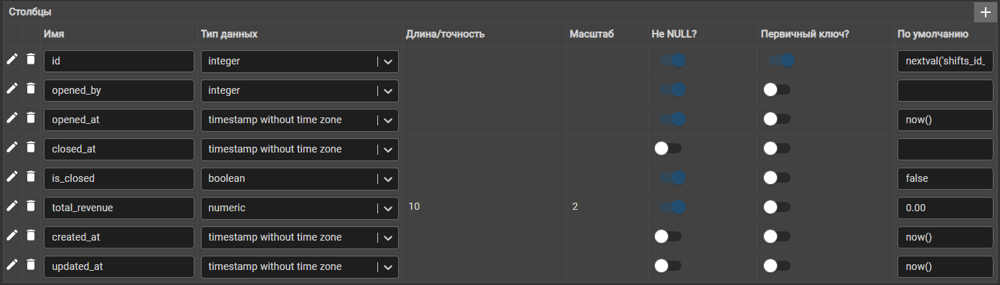 Столбцы
Имя Тип данных Длина/точность Масштаб Не NULL? Первичный ключ? По умолчанию
id integer nextval('shifts_id_
opened_by integer
opened_at timestamp without time zone now()
closed_at timestamp without time zone
is_closed boolean false
total_revenue numeric 10 2 0.00
created_at timestamp without time zone now()
updated_at timestamp without time zone now()